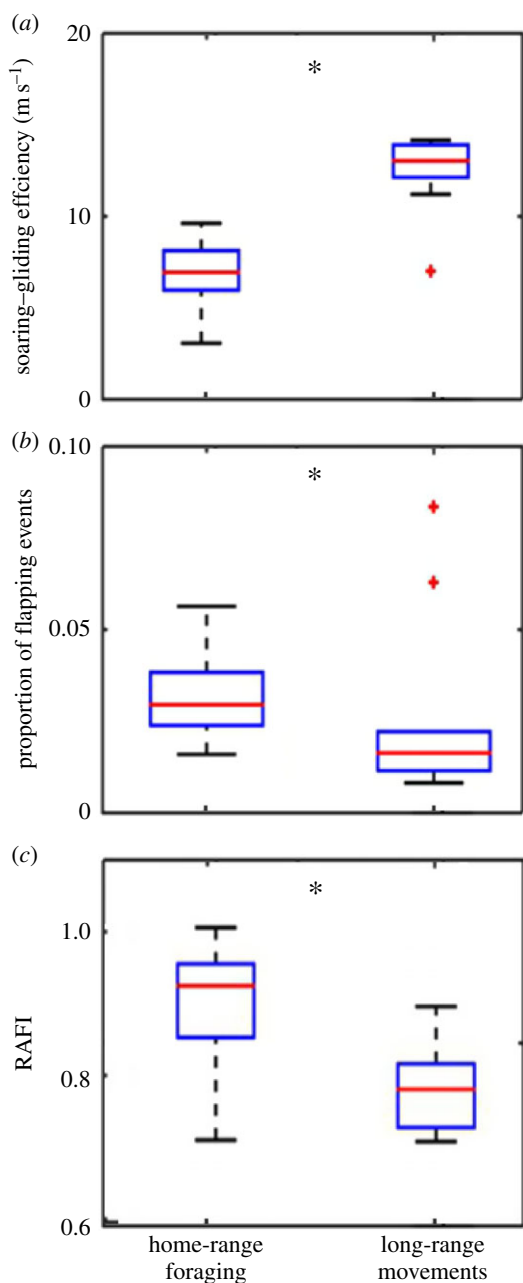 (a)
20
*
10
0
soaring–gliding effciency (m s–1)
(b)
0.10
*
0.05
0
proportion of flapping events
(c)
*
1.0
0.8
0.6
RAFI
home-range
foraging
long-range
movements